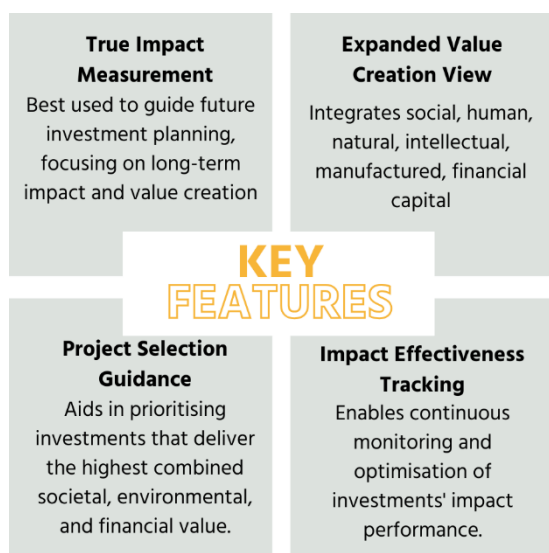 True Impact
Measurement
Best used to guide future
investment planning,
focusing on long-term
impact and value creation
Expanded Value
Creation View
Integrates social, human,
natural, intellectual,
manufactured, financial
capital
KEY
FEATURES
Project Selection
Guidance
Aids in prioritising
investments that deliver
the highest combined
societal, environmental,
and financial value.
Impact Effectiveness
Tracking
Enables continuous
monitoring and
optimisation of
investments' impact
performance.